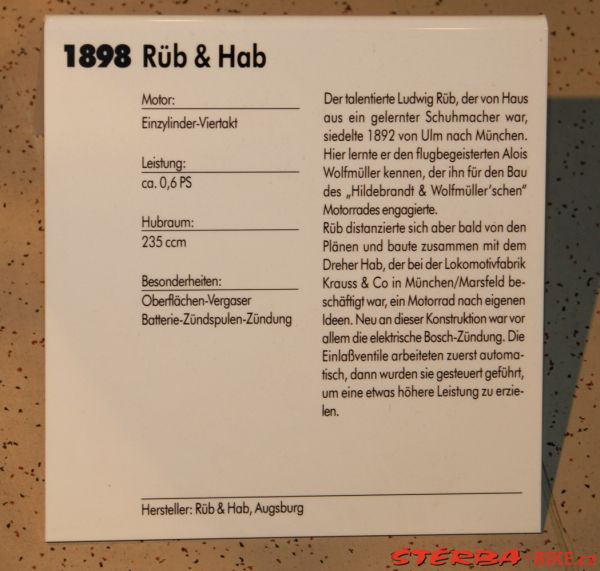 1898 Rüb & Hab
Motor:
Einzylinder-Viertakt
Leistung:
ca. 0,6 PS
Hubraum:
235 ccm
Besonderheiten:
Oberflächen-Vergaser
Batterie-Zündspulen-Zündung
Der talentierte Ludwig Rüb, der von Haus
aus ein gelernter Schuhmacher war,
siedelte 1892 von Ulm nach München.
Hier lernte er den flugbegeisterten Alois
Wolfmüller kennen, der ihn für den Bau
des „Hildebrandt & Wolfmüller'schen"
Motorrades engagierte.
Rüb distanzierte sich aber bald von den
Plänen und baute zusammen mit dem
Dreher Hab, der bei der Lokomotivfabrik
Krauss & Co in München/Marsfeld be-
schäftigt war, ein Motorrad nach eigenen
Ideen. Neu an dieser Konstruktion war vor
allem die elektrische Bosch-Zündung. Die
Einlaßventile arbeiteten zuerst automa-
tisch, dann wurden sie gesteuert geführt,
um eine etwas höhere Leistung zu erzie-
len.
Hersteller: Rüb & Hab, Augsburg
STERBA-BIKE.cz